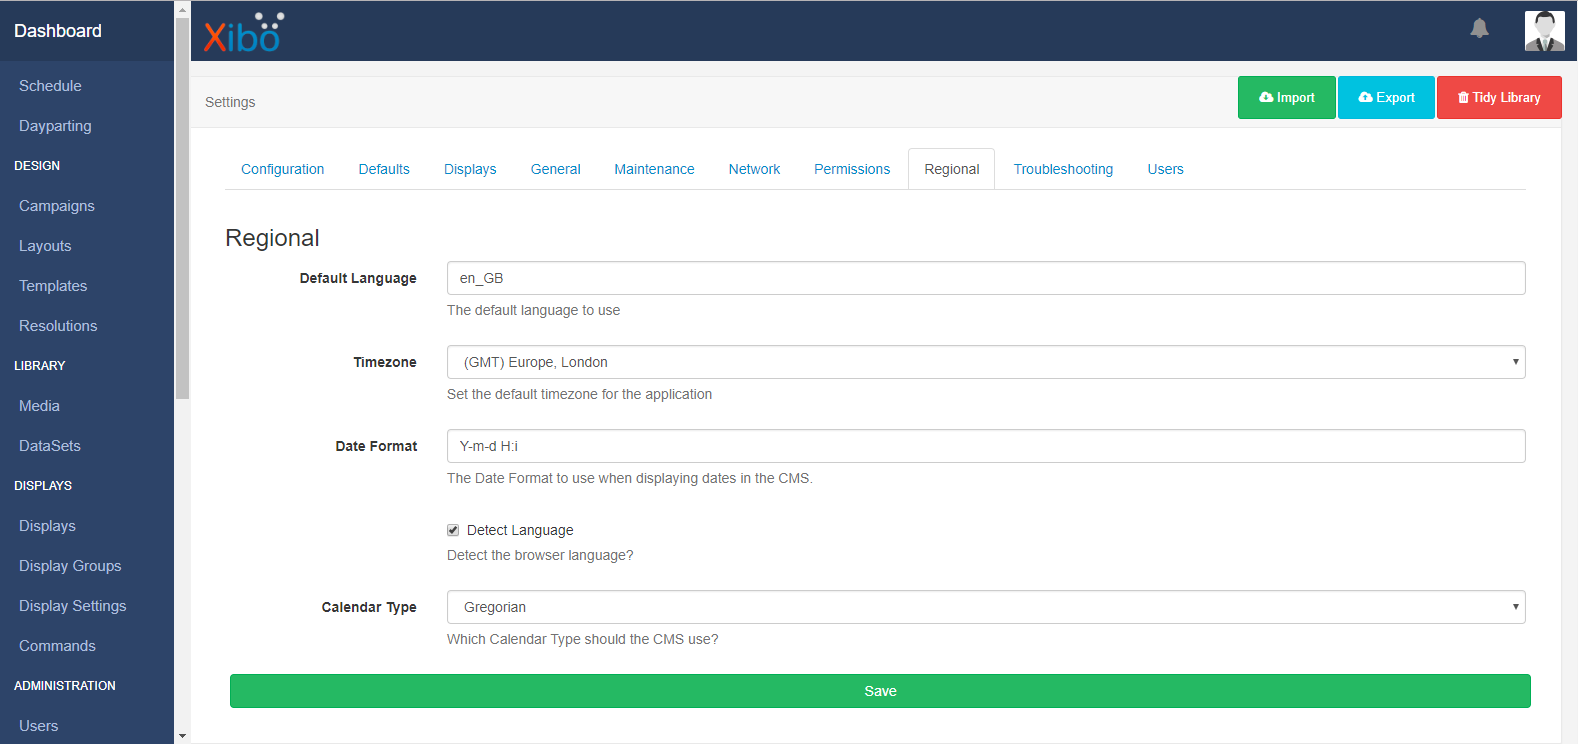 Dashboard
Schedule
Dayparting
DESIGN
Campaigns
Layouts
Templates
Resolutions
LIBRARY
Media
DataSets
DISPLAYS
Displays
Display Groups
Display Settings
Commands
ADMINISTRATION
Users
Xibo
Settings
Import
Export
Tidy Library
Configuration
Defaults
Displays
General
Maintenance
Network
Permissions
Regional
Troubleshooting
Users
Regional
Default Language
en_GB
The default language to use
Timezone
(GMT) Europe, London
Set the default timezone for the application
Date Format
Y-m-d H:i
The Date Format to use when displaying dates in the CMS.
Detect Language
Detect the browser language?
Calendar Type
Gregorian
Which Calendar Type should the CMS use?
Save